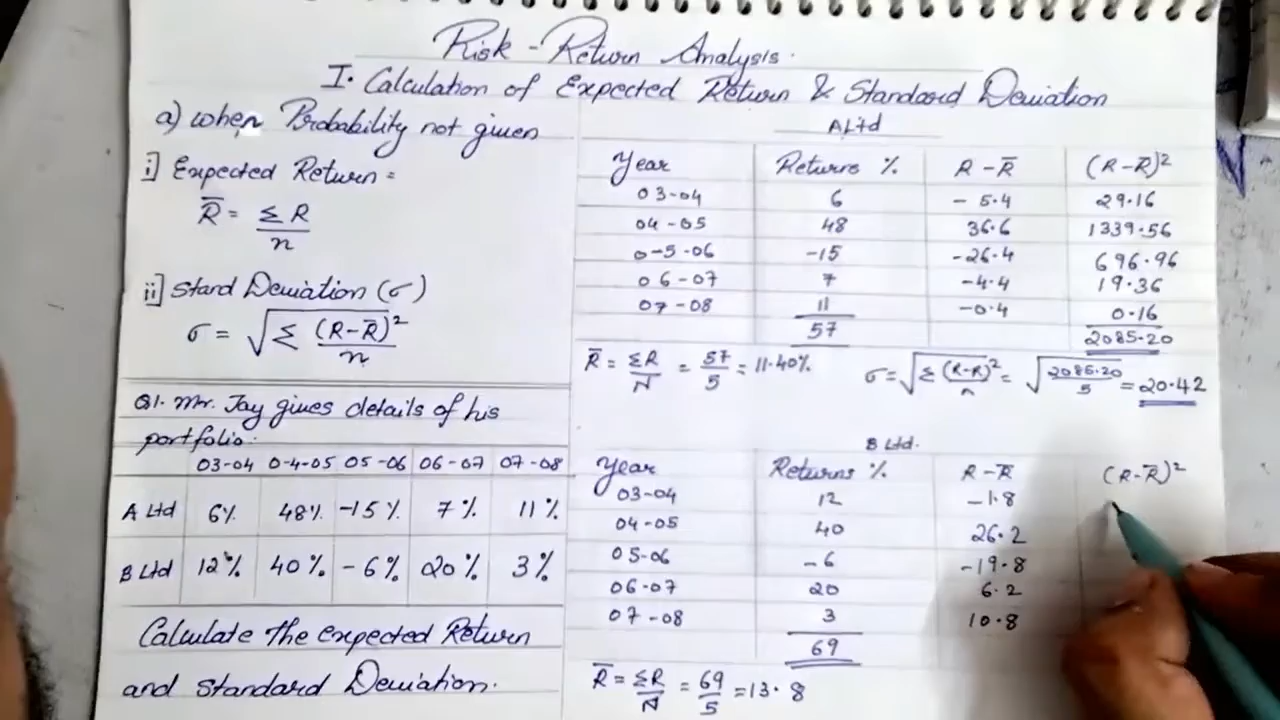 Risk - Return Analysis.
I. Calculation of Expected Return & Standard Deviation
a) when Probability not given
i] Expected Return =
R̅ = Σ R / n
ii] Stard Deviation (σ)
σ = √Σ (R-R̅)² / n
Q1. Mr. Jay gives details of his
portfolio.
03-04 0-4-05 05-06 06-07 07-08
A Ltd 6% 48% -15% 7% 11%
B Ltd 12% 40% -6% 20% 3%
Calculate the expected Return
and standard Deviation.
A Ltd
Year Returns % R - R̅ (R - R̅)²
03-04 6 - 5.4 29.16
04-05 48 36.6 1339.56
0-5-06 -15 -26.4 696.96
06-07 7 -4.4 19.36
07-08 11 -0.4 0.16
57 2085.20
R̅ = ΣR / N = 57 / 5 = 11.40% σ = √Σ (R-R)² / n = √2085.20 / 5 = 20.42
B Ltd.
Year Returns % R - R̅ (R-R̅)²
03-04 12 -1.8
04-05 40 26.2
05-06 -6 -19.8
06-07 20 6.2
07-08 3 10.8
69
R̅ = ΣR / N = 69 / 5 = 13.8